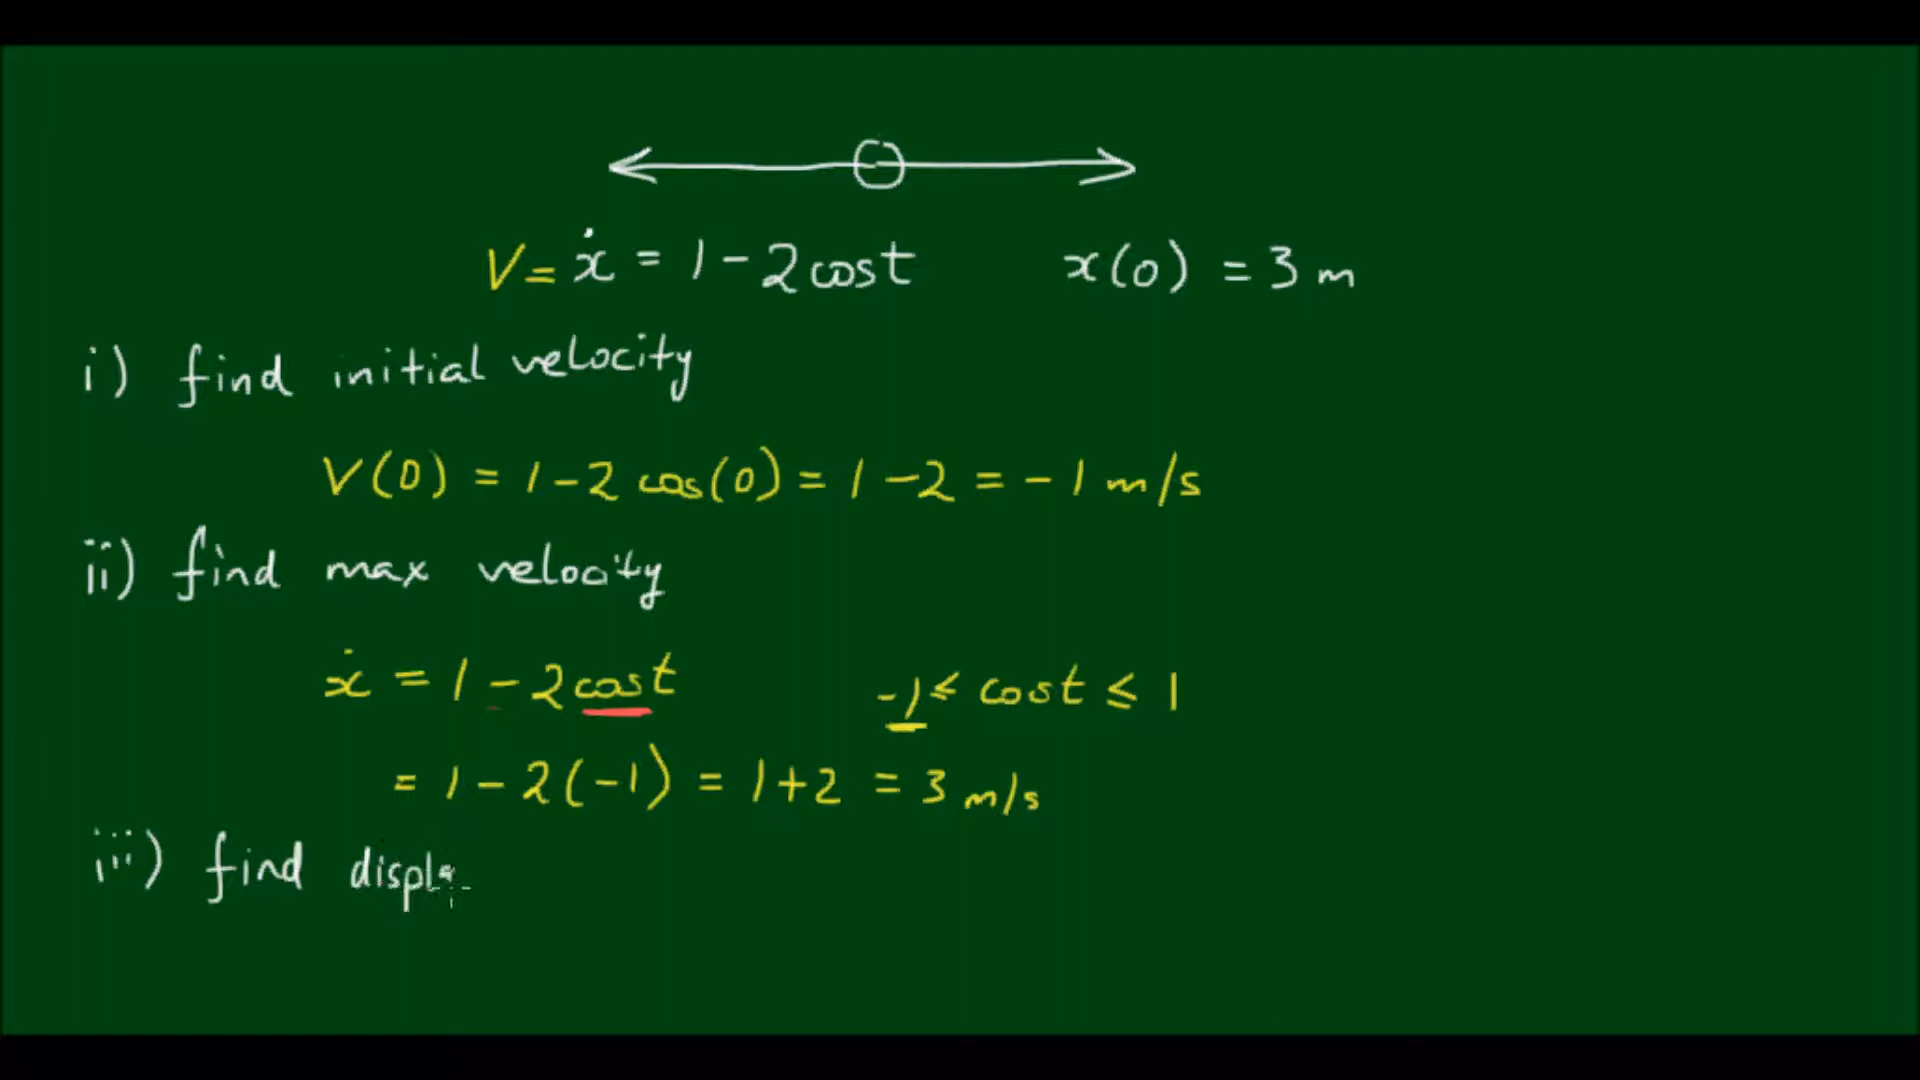 V = ẋ = 1 - 2cost x(0) = 3 m
i) find initial velocity
V(0) = 1 - 2 cos(0) = 1 - 2 = -1 m/s
ii) find max velocity
ẋ = 1 - 2cost -1 ≤ cost ≤ 1
= 1 - 2(-1) = 1+2 = 3 m/s
iii) find displa